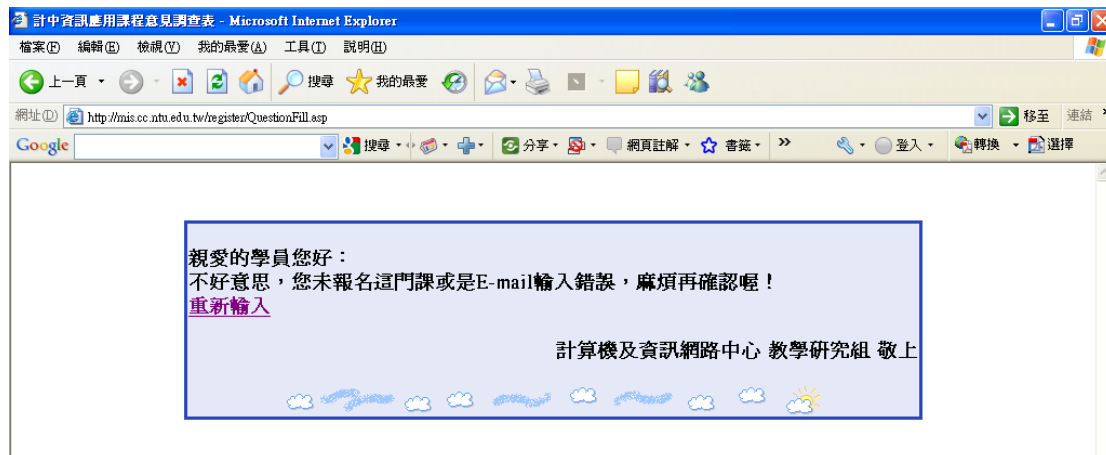 計中資訊應用課程意見調查表 - Microsoft Internet Explorer
檔案(F) 編輯(E) 檢視(V) 我的最愛(A) 工具(T) 說明(H)
上一頁 搜尋 我的最愛
網址(D) http://mis.cc.ntu.edu.tw/register/QuestionFill.asp 移至 連結 »
Google 搜尋 分享 網頁註解 書籤 » 登入 轉換 選擇
親愛的學員您好：
不好意思，您未報名這門課或是E-mail輸入錯誤，麻煩再確認喔！
重新輸入
計算機及資訊網路中心 教學研究組 敬上